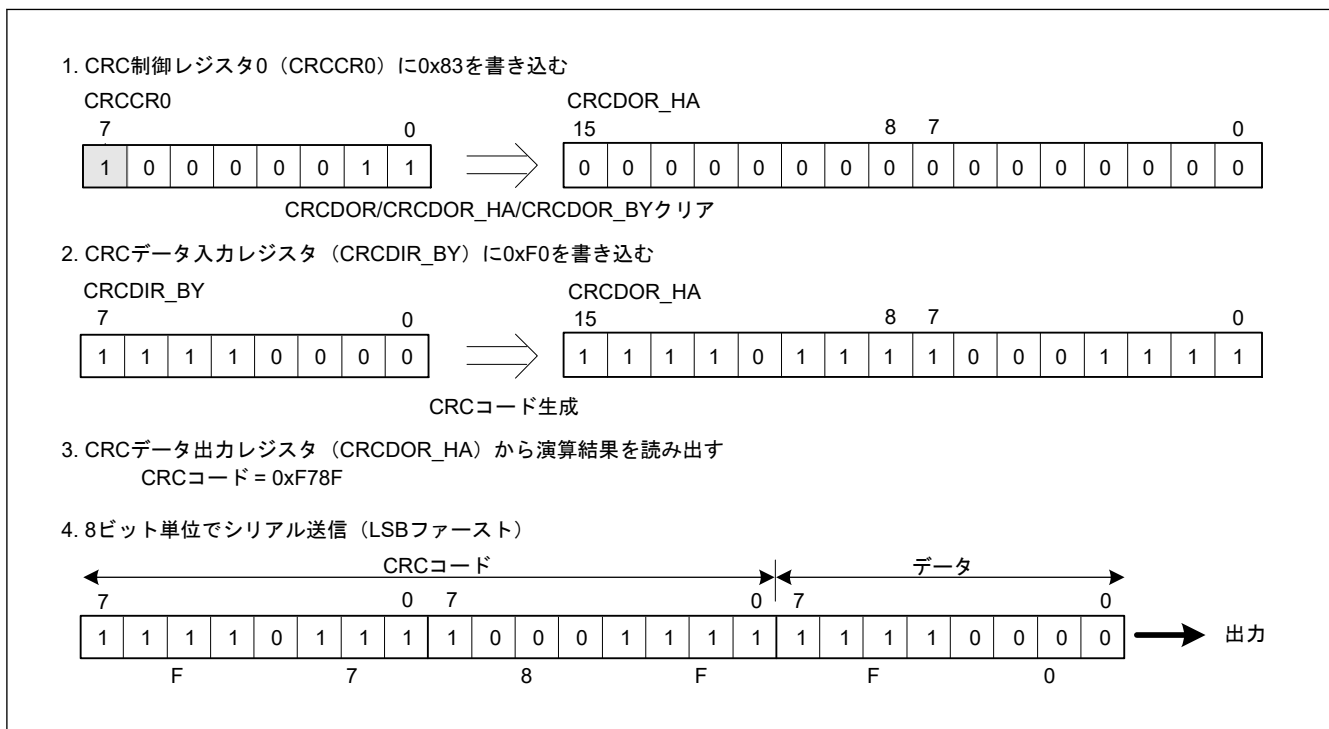 1. CRC制御レジスタ0（CRCCR0）に0x83を書き込む
CRCCR0 CRCDOR_HA
7 0 15 8 7 0
1 0 0 0 0 0 1 1 0 0 0 0 0 0 0 0 0 0 0 0 0 0 0 0
CRCDOR/CRCDOR_HA/CRCDOR_BYクリア
2. CRCデータ入力レジスタ（CRCDIR_BY）に0xF0を書き込む
CRCDIR_BY CRCDOR_HA
7 0 15 8 7 0
1 1 1 1 0 0 0 0 1 1 1 1 0 1 1 1 1 0 0 0 1 1 1 1
CRCコード生成
3. CRCデータ出力レジスタ（CRCDOR_HA）から演算結果を読み出す
CRCコード = 0xF78F
4. 8ビット単位でシリアル送信（LSBファースト）
CRCコード データ
7 0 7 0 7 0
1 1 1 1 0 1 1 1 1 0 0 0 1 1 1 1 1 1 1 1 0 0 0 0 出力
F 7 8 F F 0